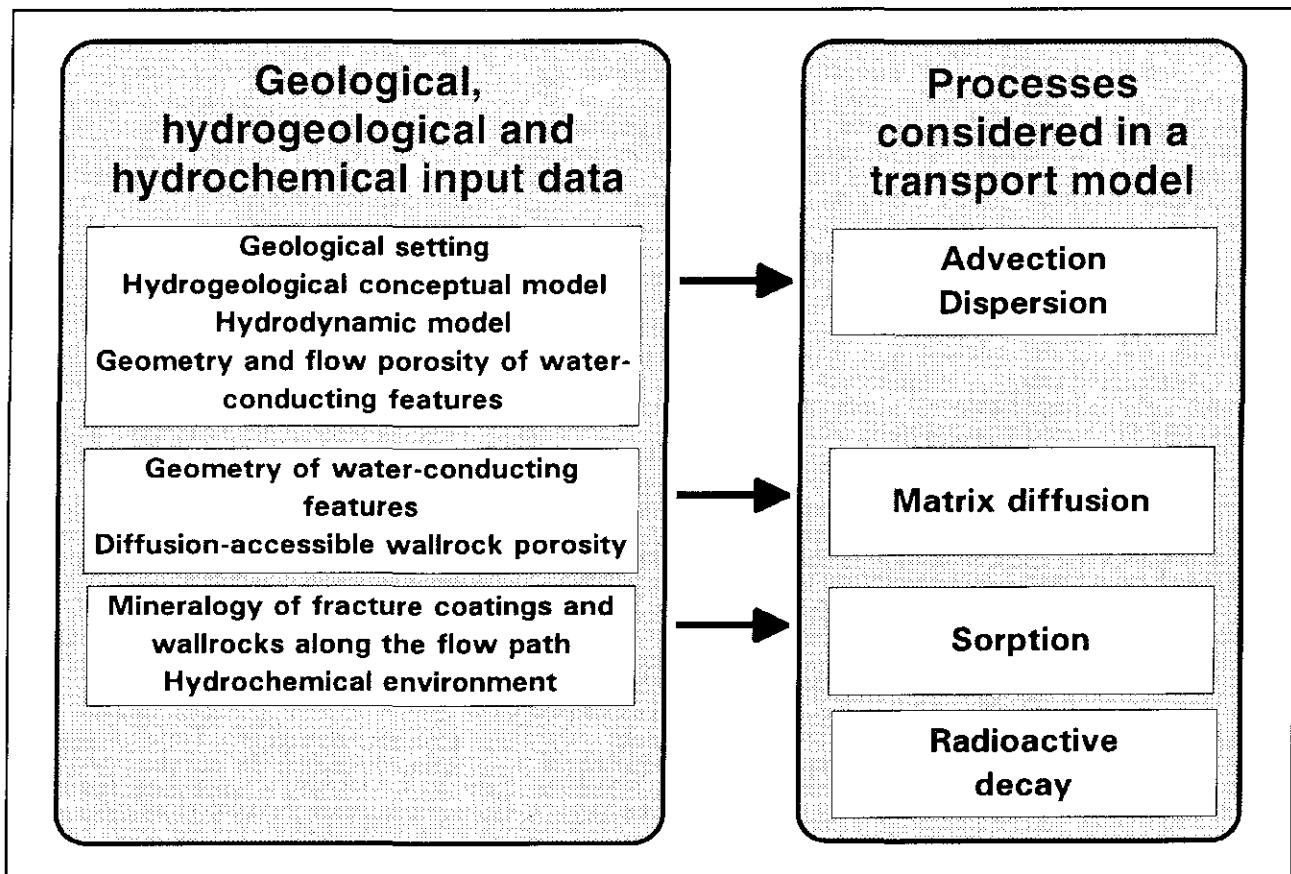 Geological,
hydrogeological and
hydrochemical input data
Geological setting
Hydrogeological conceptual model
Hydrodynamic model
Geometry and flow porosity of water-
conducting features
Geometry of water-conducting
features
Diffusion-accessible wallrock porosity
Mineralogy of fracture coatings and
wallrocks along the flow path
Hydrochemical environment
Processes
considered in a
transport model
Advection
Dispersion
Matrix diffusion
Sorption
Radioactive
decay